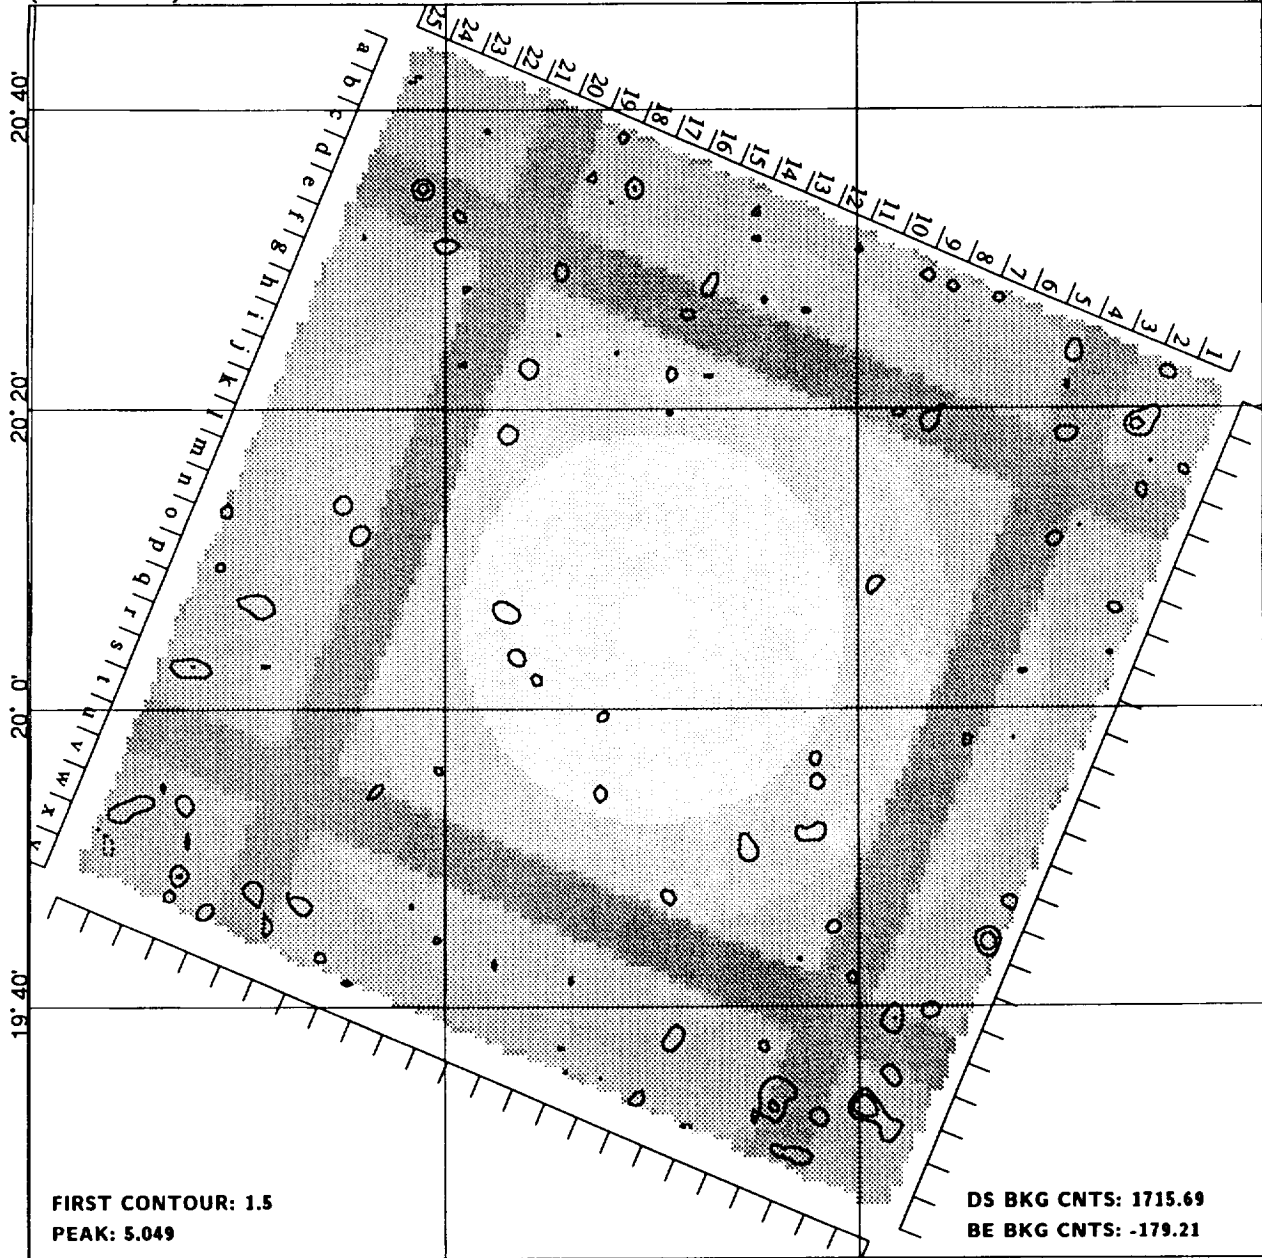 25 24 23 22 21 20 19 18 17 16 15 14 13 12 11 10 9 8 7 6 5 4 3 2 1
a b c d e f g h i j k l m n o p q r s t u v w x y
20° 40'
20° 20'
20° 0'
19° 40'
FIRST CONTOUR: 1.5
PEAK: 5.049
DS BKG CNTS: 1715.69
BE BKG CNTS: -179.21